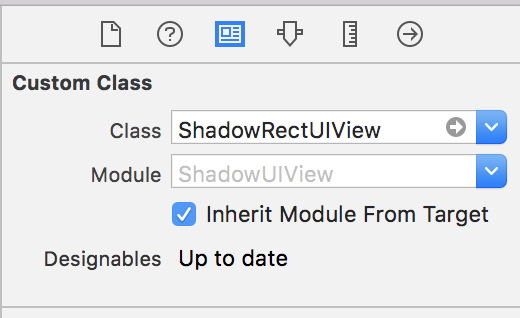 Custom Class
Class ShadowRectUIView
Module ShadowUIView
Inherit Module From Target
Designables Up to date